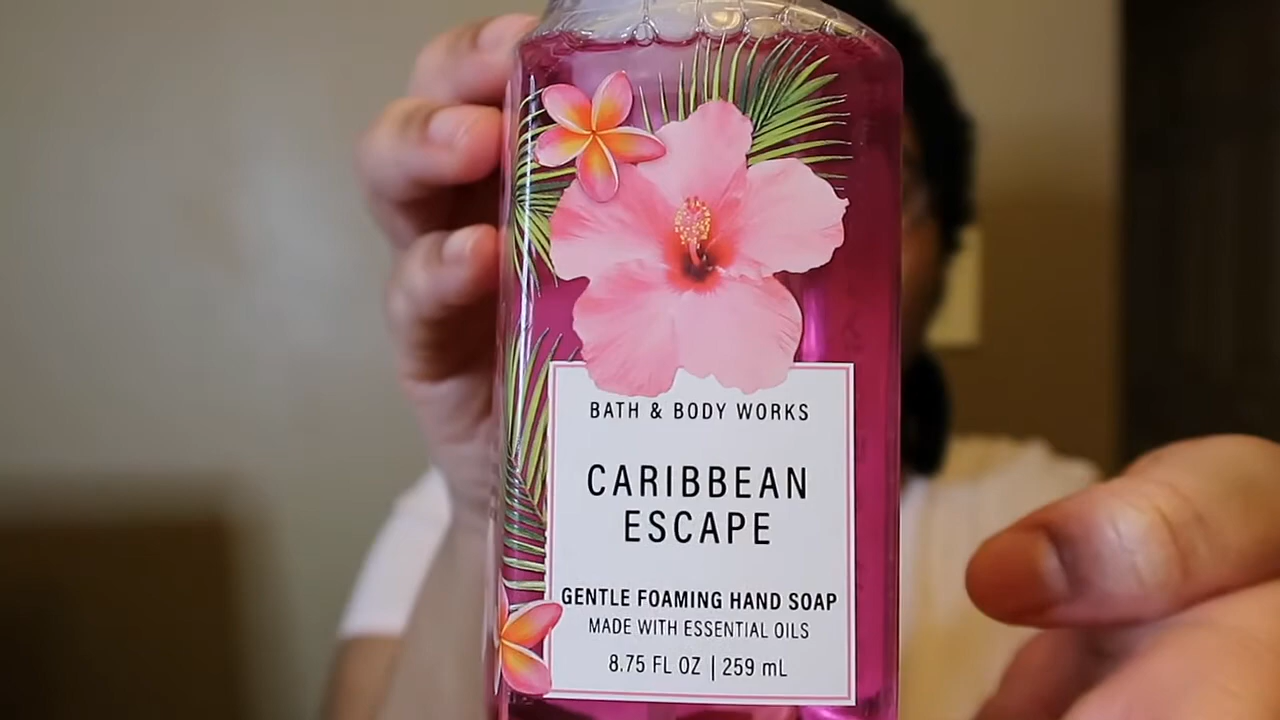 BATH & BODY WORKS
CARIBBEAN
ESCAPE
GENTLE FOAMING HAND SOAP
MADE WITH ESSENTIAL OILS
8.75 FL OZ | 259 mL